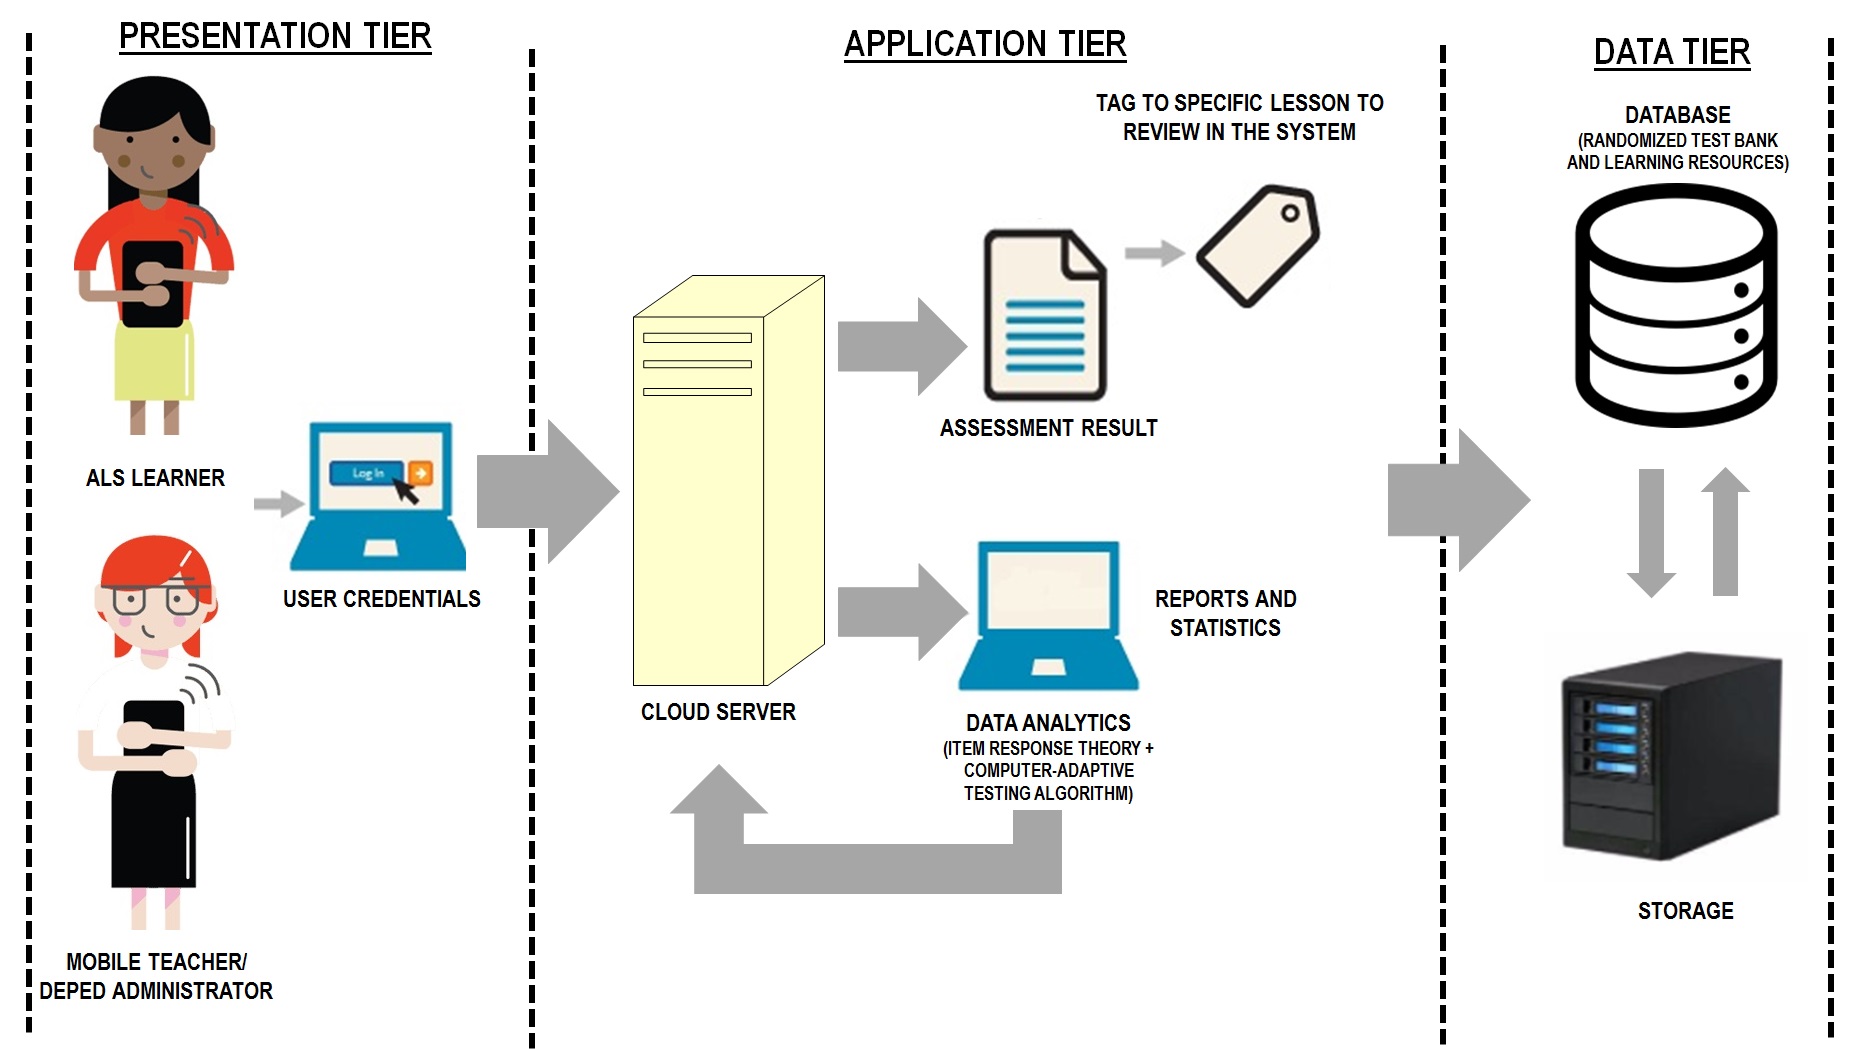 PRESENTATION TIER
ALS LEARNER
Log In
USER CREDENTIALS
MOBILE TEACHER/
DEPED ADMINISTRATOR
APPLICATION TIER
TAG TO SPECIFIC LESSON TO
REVIEW IN THE SYSTEM
ASSESSMENT RESULT
CLOUD SERVER
REPORTS AND
STATISTICS
DATA ANALYTICS
(ITEM RESPONSE THEORY +
COMPUTER-ADAPTIVE
TESTING ALGORITHM)
DATA TIER
DATABASE
(RANDOMIZED TEST BANK
AND LEARNING RESOURCES)
STORAGE